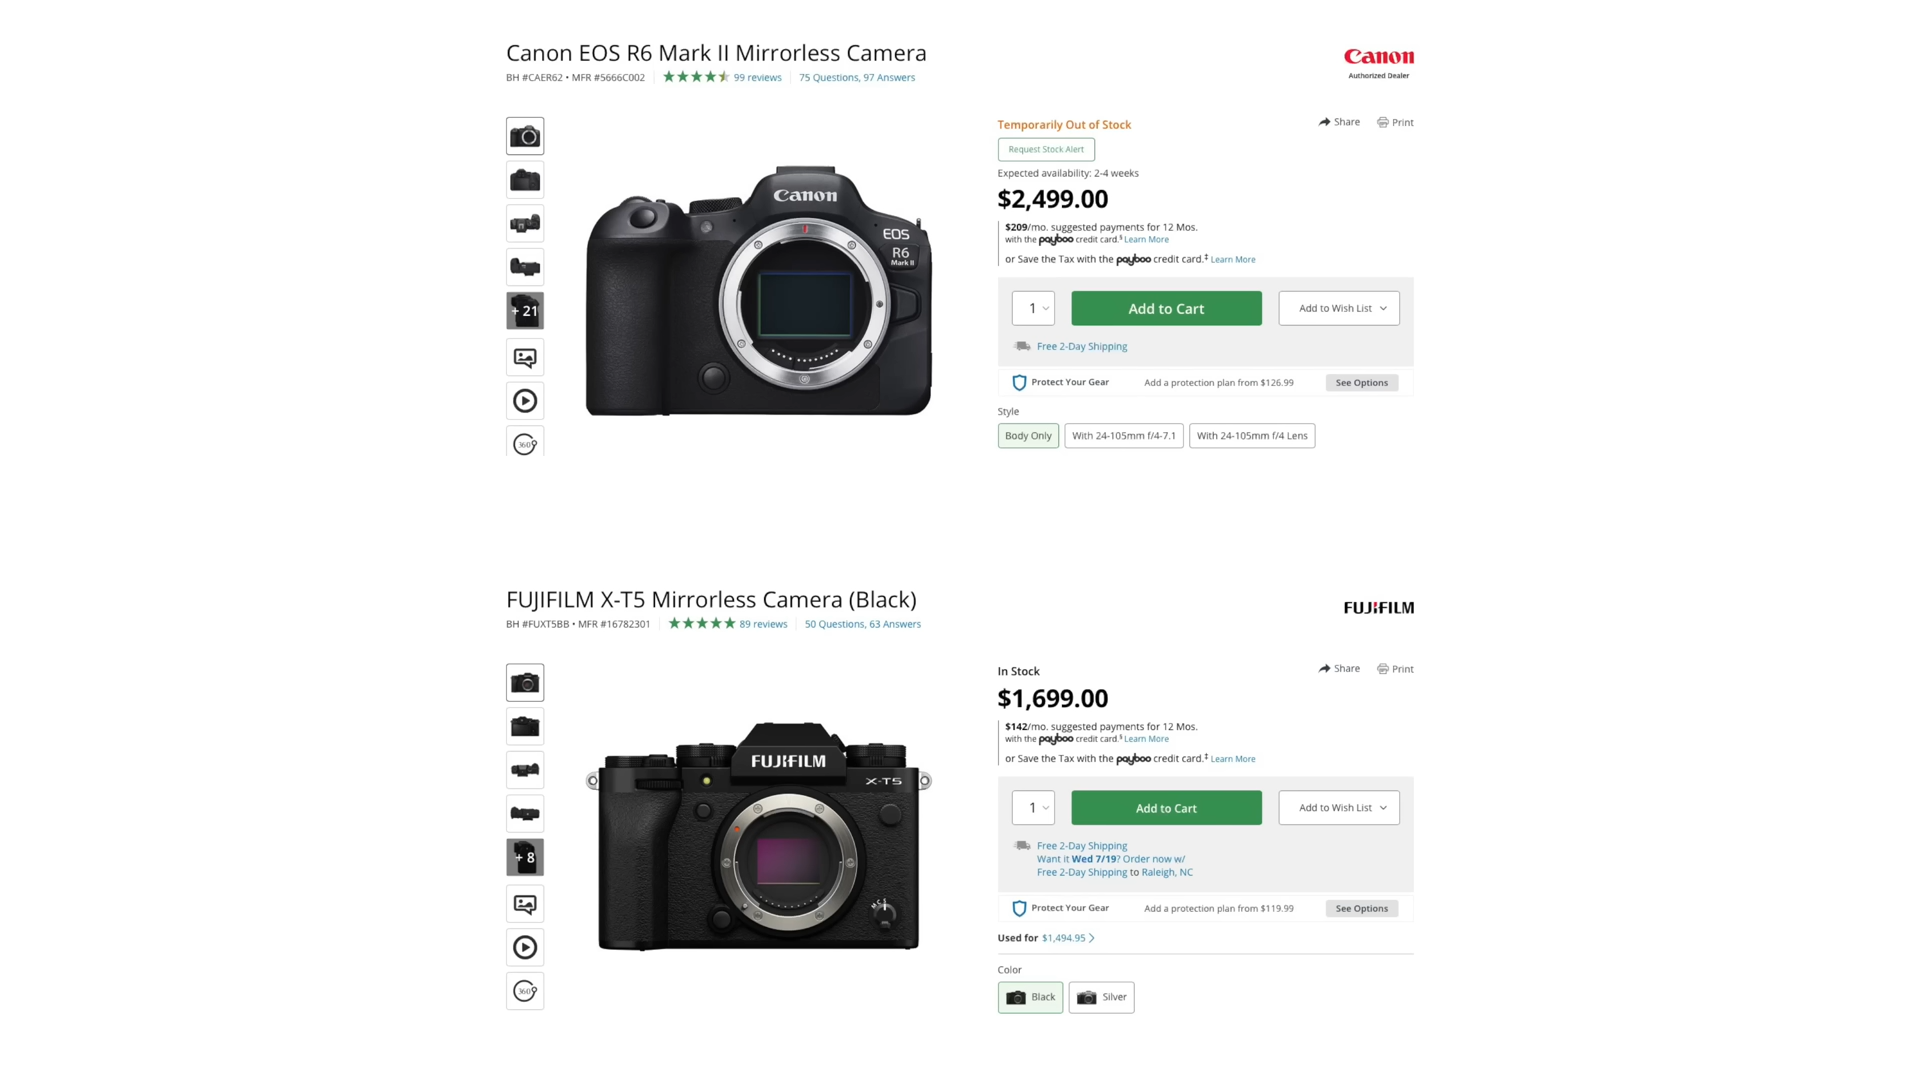 Canon EOS R6 Mark II Mirrorless Camera
BH #CAER62 • MFR #5666C002
99 reviews
75 Questions, 97 Answers
Canon
Authorized Dealer
Temporarily Out of Stock
Share
Print
Request Stock Alert
Expected availability: 2-4 weeks
$2,499.00
$209/mo. suggested payments for 12 Mos.
with the payboo credit card.§ Learn More
or Save the Tax with the payboo credit card.‡ Learn More
1
Add to Cart
Add to Wish List
Free 2-Day Shipping
Protect Your Gear
Add a protection plan from $126.99
See Options
Style
Body Only
With 24-105mm f/4-7.1
With 24-105mm f/4 Lens
+ 21
360º
Canon
EOS
R6
Mark II
FUJIFILM X-T5 Mirrorless Camera (Black)
BH #FUXT5BB • MFR #16782301
89 reviews
50 Questions, 63 Answers
FUJIFILM
In Stock
Share
Print
$1,699.00
$142/mo. suggested payments for 12 Mos.
with the payboo credit card.§ Learn More
or Save the Tax with the payboo credit card.‡ Learn More
1
Add to Cart
Add to Wish List
Free 2-Day Shipping
Want it Wed 7/19? Order now w/
Free 2-Day Shipping to Raleigh, NC
Protect Your Gear
Add a protection plan from $119.99
See Options
Used for $1,494.95
Color
Black
Silver
+ 8
360º
FUJIFILM
X-T5
M C S